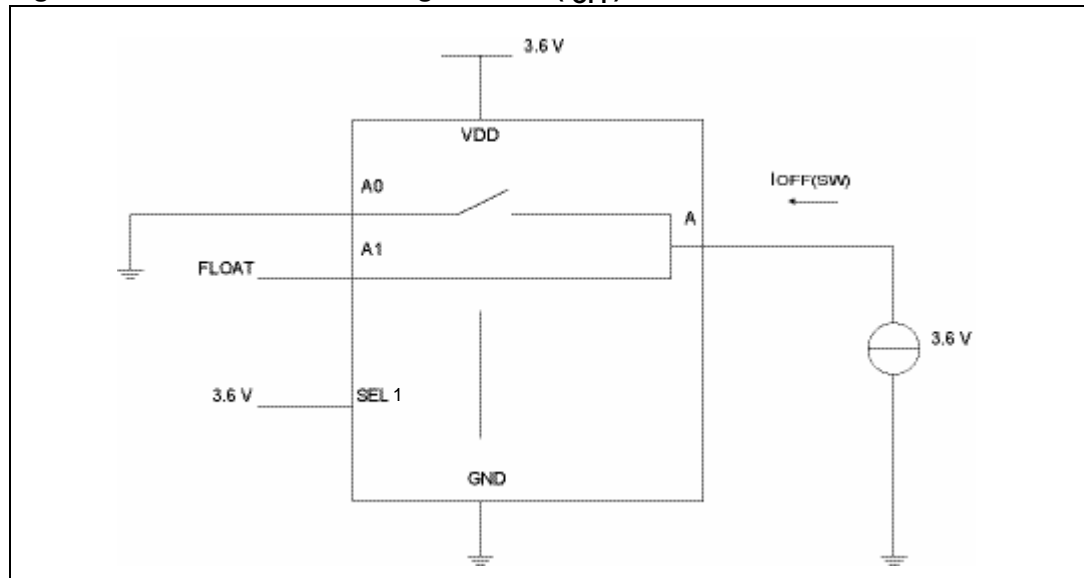 3.6 V
VDD
A0
IOFF(SW)
A
A1
FLOAT
3.6 V
3.6 V
SEL 1
GND